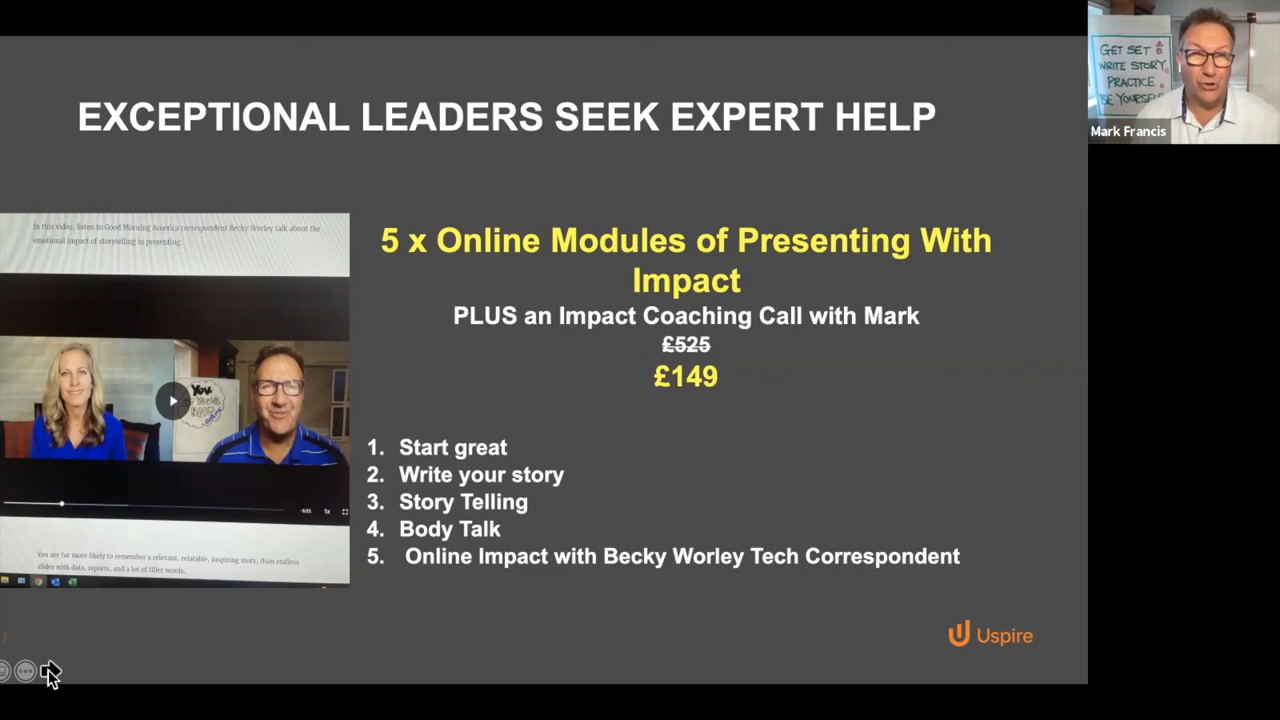 EXCEPTIONAL LEADERS SEEK EXPERT HELP
GET SET
WRITE STORY
PRACTICE
BE YOURSELF
Mark Francis
In this video, listen to Good Morning America correspondent Becky Worley talk about the
emotional impact of storytelling in presenting:
YOU
BEST
5 x Online Modules of Presenting With
Impact
PLUS an Impact Coaching Call with Mark
£525
£149
1. Start great
2. Write your story
3. Story Telling
4. Body Talk
5. Online Impact with Becky Worley Tech Correspondent
1x
You are far more likely to remember a relevant, relatable, inspiring story, than endless
slides with data, reports, and a lot of filler words.
Uspire